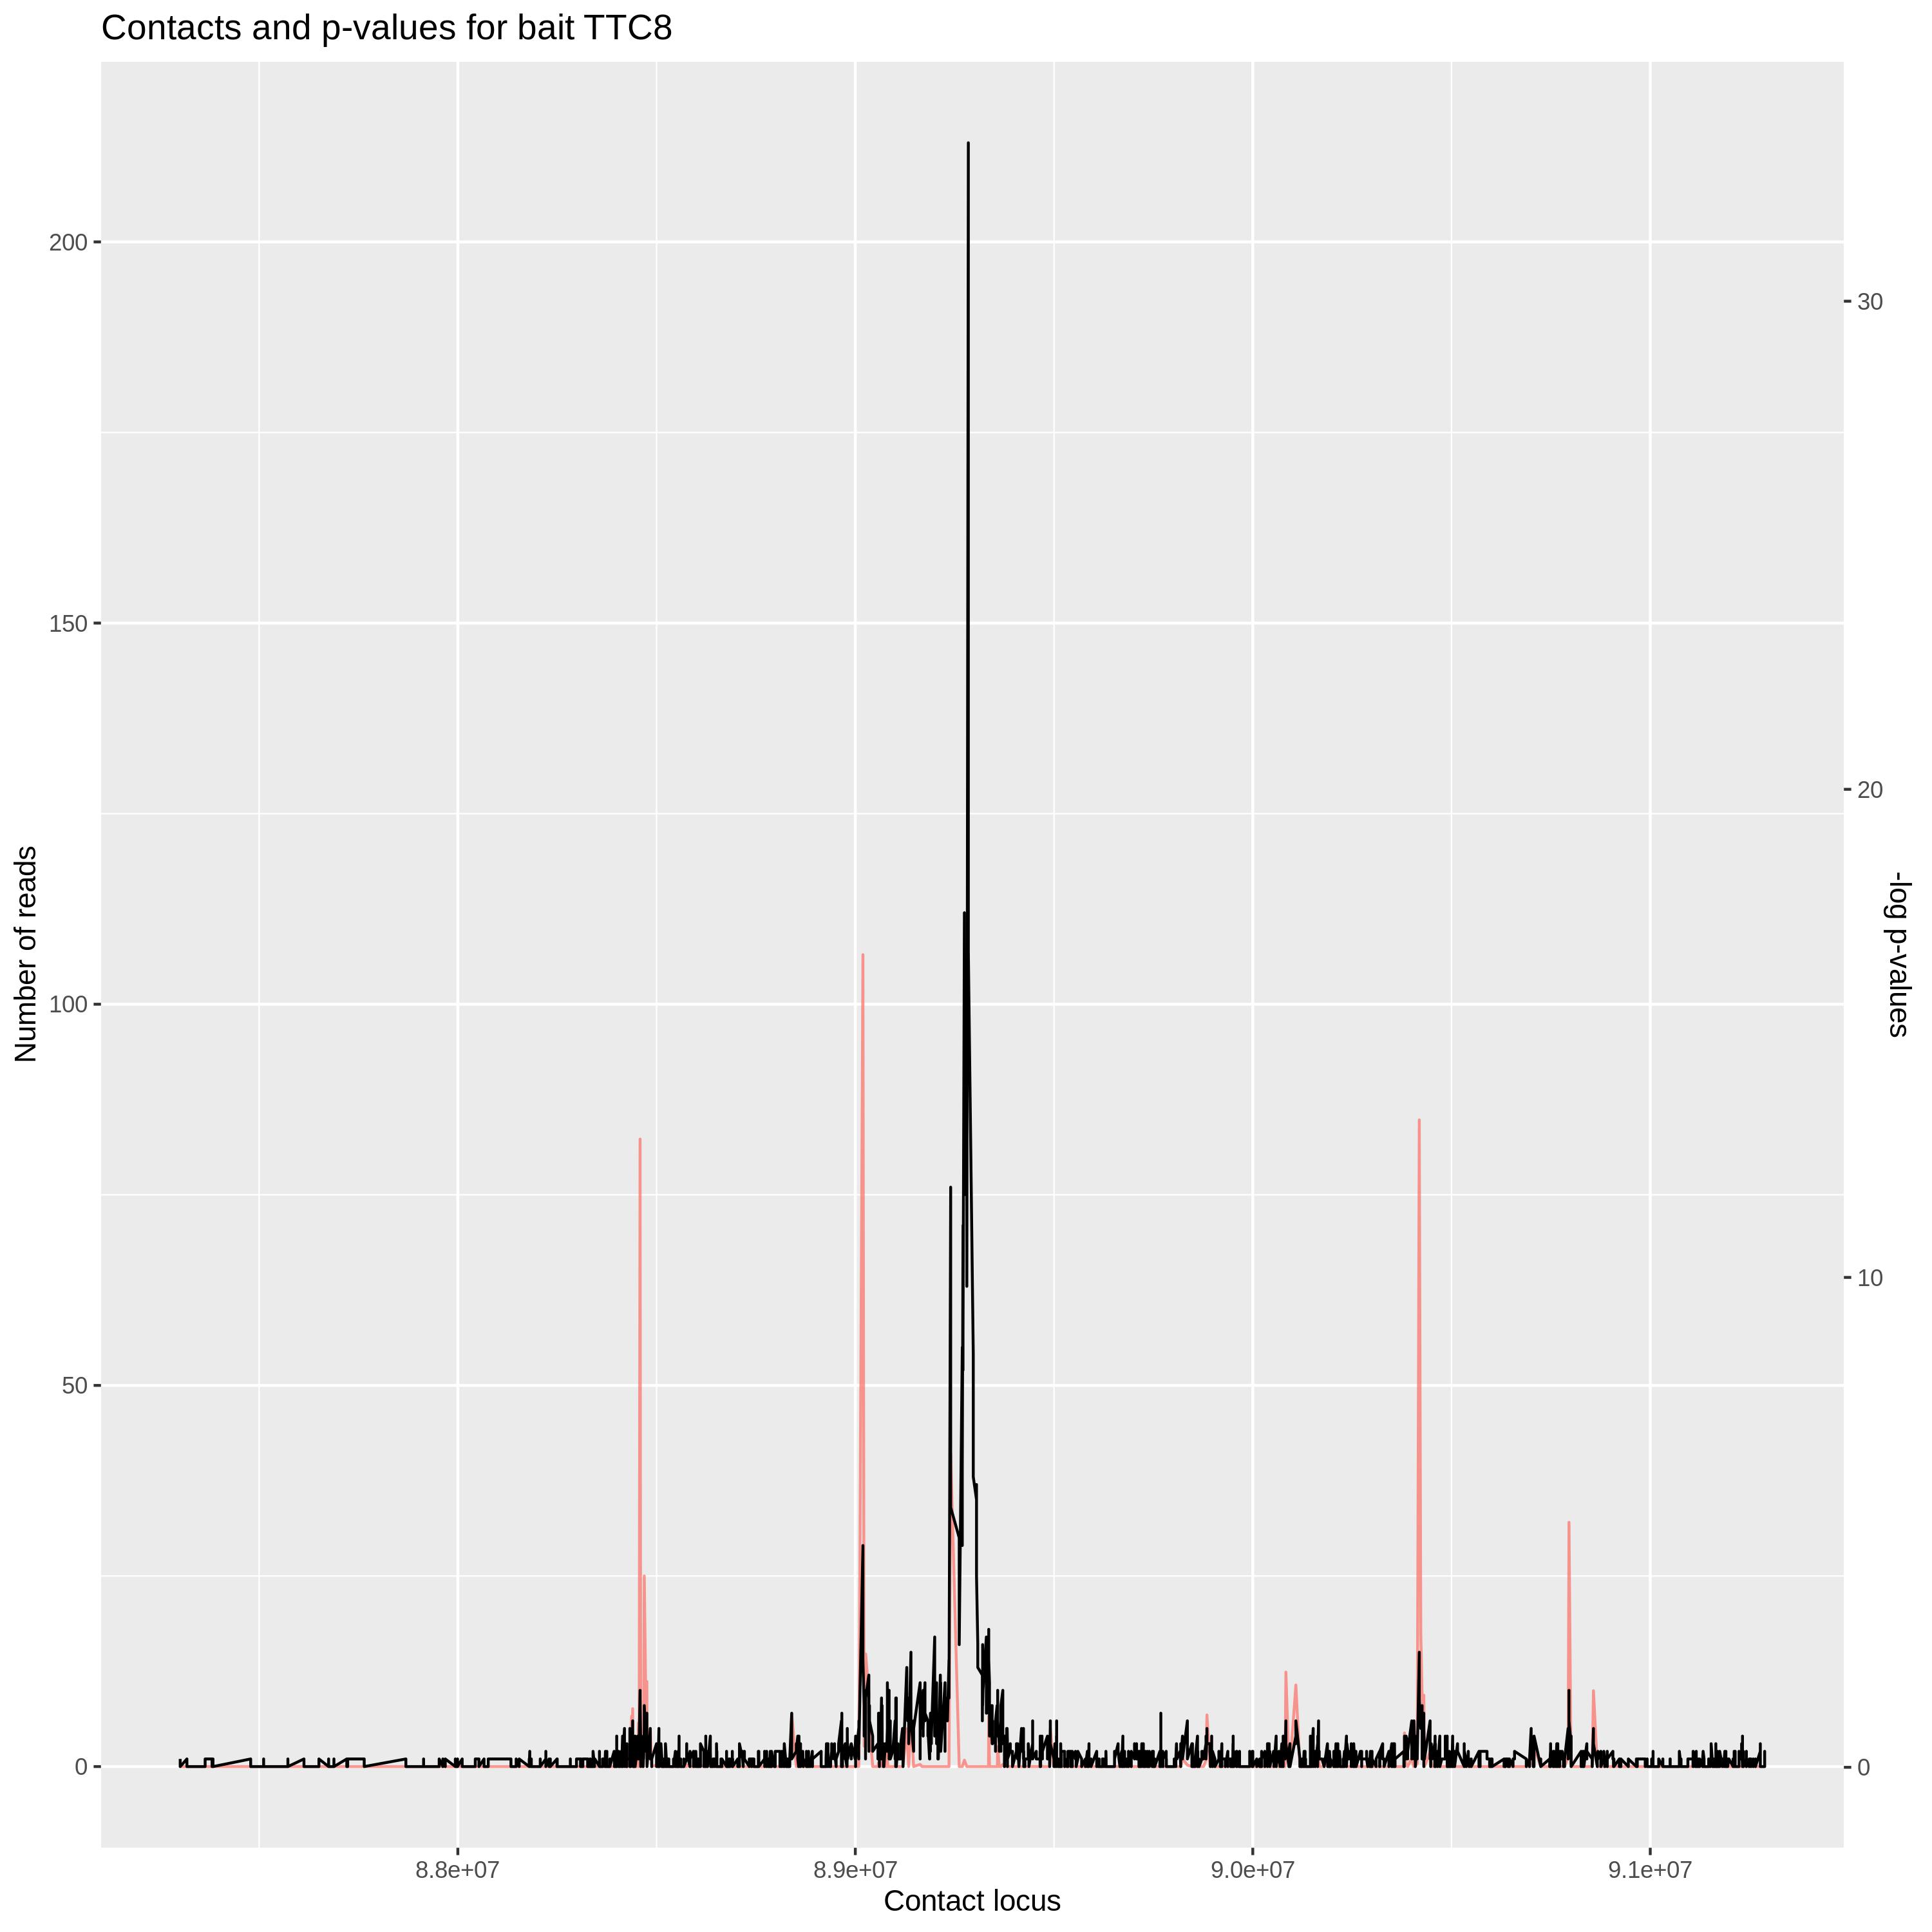 Contacts and p-values for bait TTC8
200
150
100
50
0
Number of reads
30
20
10
0
-log p-values
8.8e+07
8.9e+07
9.0e+07
9.1e+07
Contact locus